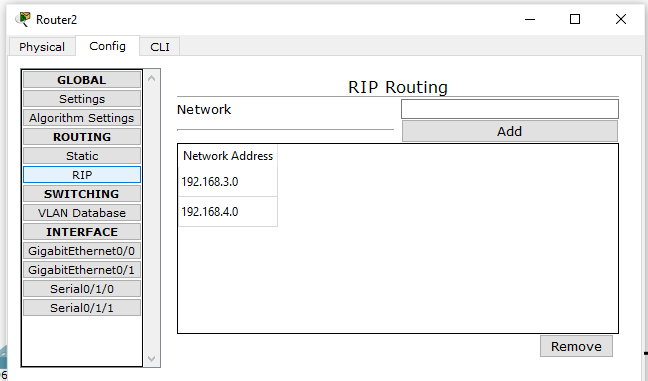 Router2
Physical Config CLI
GLOBAL
Settings
Algorithm Settings
ROUTING
Static
RIP
SWITCHING
VLAN Database
INTERFACE
GigabitEthernet0/0
GigabitEthernet0/1
Serial0/1/0
Serial0/1/1
RIP Routing
Network
Add
Network Address
192.168.3.0
192.168.4.0
Remove